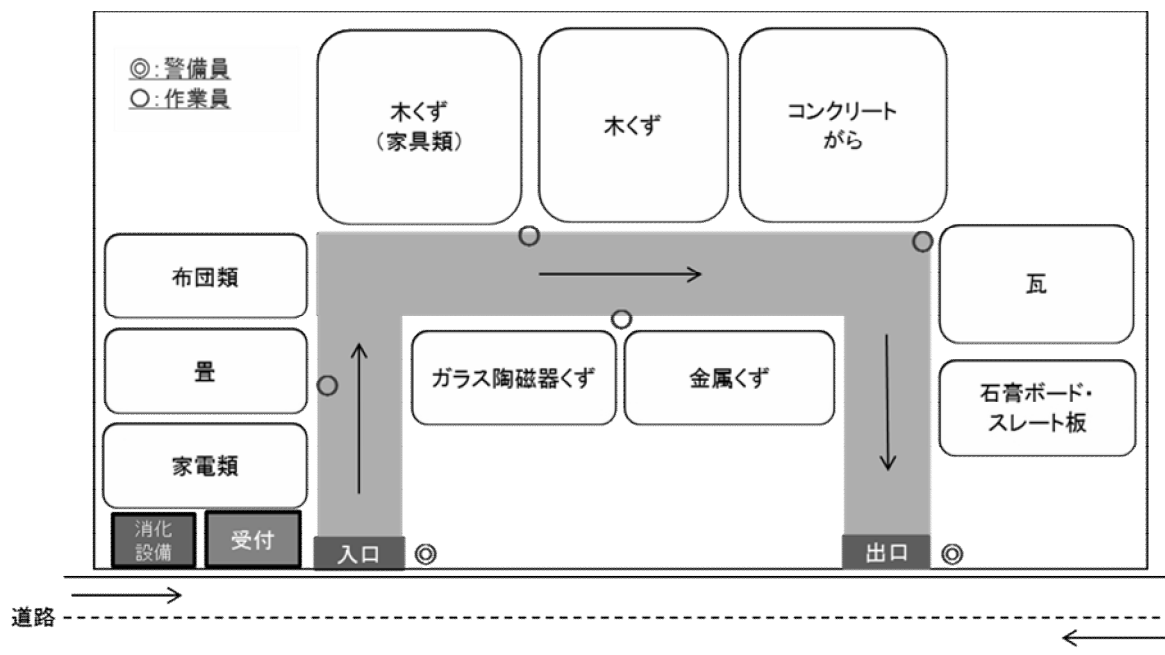 ◎:警備員
○:作業員
木くず
(家具類)
木くず
コンクリート
がら
布団類
瓦
畳
ガラス陶磁器くず
金属くず
石膏ボード・
スレート板
家電類
消化
設備
受付
入口
出口
道路